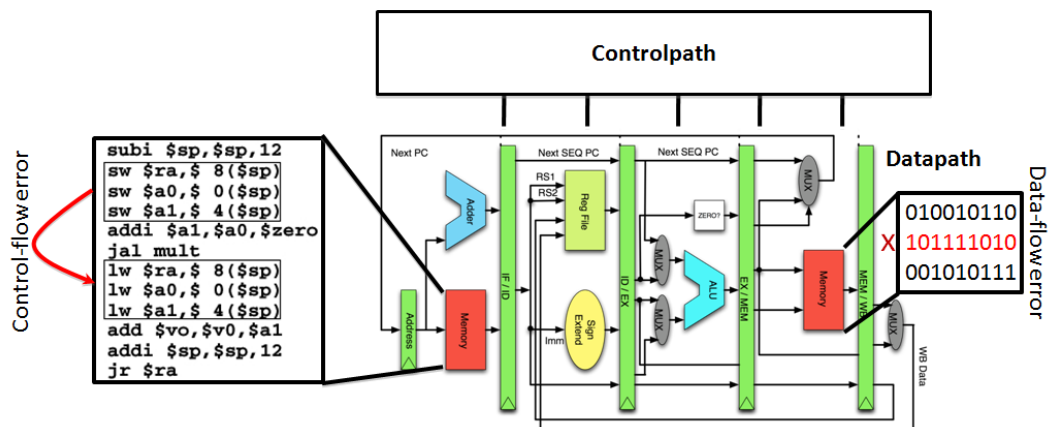 Controlpath
Control-flowerror
subi $sp,$sp,12
sw $ra,$ 8($sp)
sw $a0,$ 0($sp)
sw $a1,$ 4($sp)
addi $a1,$a0,$zero
jal mult
lw $ra,$ 8($sp)
lw $a0,$ 0($sp)
lw $a1,$ 4($sp)
add $vo,$v0,$a1
addi $sp,$sp,12
jr $ra
Next PC
Next SEQ PC
Next SEQ PC
Datapath
Data-flowerror
RS1
RS2
Adder
Reg File
ZERO?
MUX
MUX
MUX
MUX
IF / ID
ID / EX
EX / MEM
MEM / WB
ALU
Address
Memory
Sign
Extend
Imm
Memory
010010110
X 101111010
001010111
WB Data